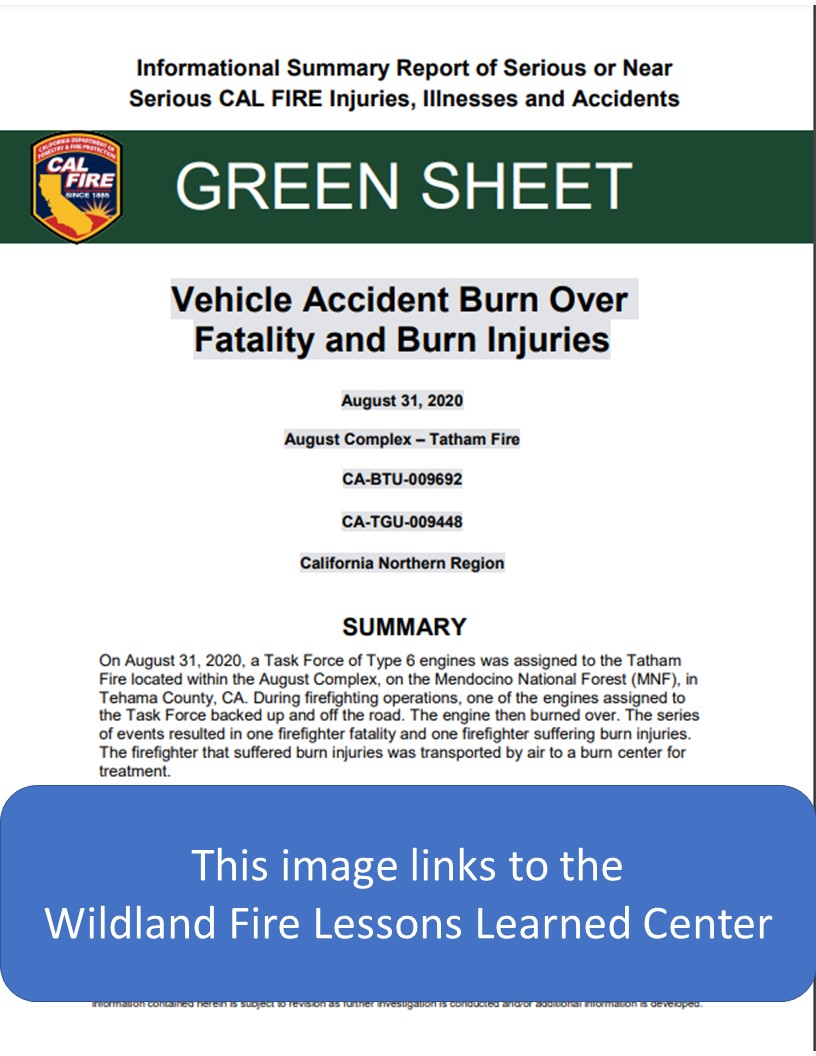 Informational Summary Report of Serious or Near
Serious CAL FIRE Injuries, Illnesses and Accidents
CALIFORNIA DEPARTMENT OF
FORESTRY & FIRE PROTECTION
CAL
FIRE
SINCE 1885
GREEN SHEET
Vehicle Accident Burn Over
Fatality and Burn Injuries
August 31, 2020
August Complex – Tatham Fire
CA-BTU-009692
CA-TGU-009448
California Northern Region
SUMMARY
On August 31, 2020, a Task Force of Type 6 engines was assigned to the Tatham
Fire located within the August Complex, on the Mendocino National Forest (MNF), in
Tehama County, CA. During firefighting operations, one of the engines assigned to
the Task Force backed up and off the road. The engine then burned over. The series
of events resulted in one firefighter fatality and one firefighter suffering burn injuries.
The firefighter that suffered burn injuries was transported by air to a burn center for
treatment.
This image links to the
Wildland Fire Lessons Learned Center
Information contained herein is subject to revision as further investigation is conducted and/or additional information is developed.